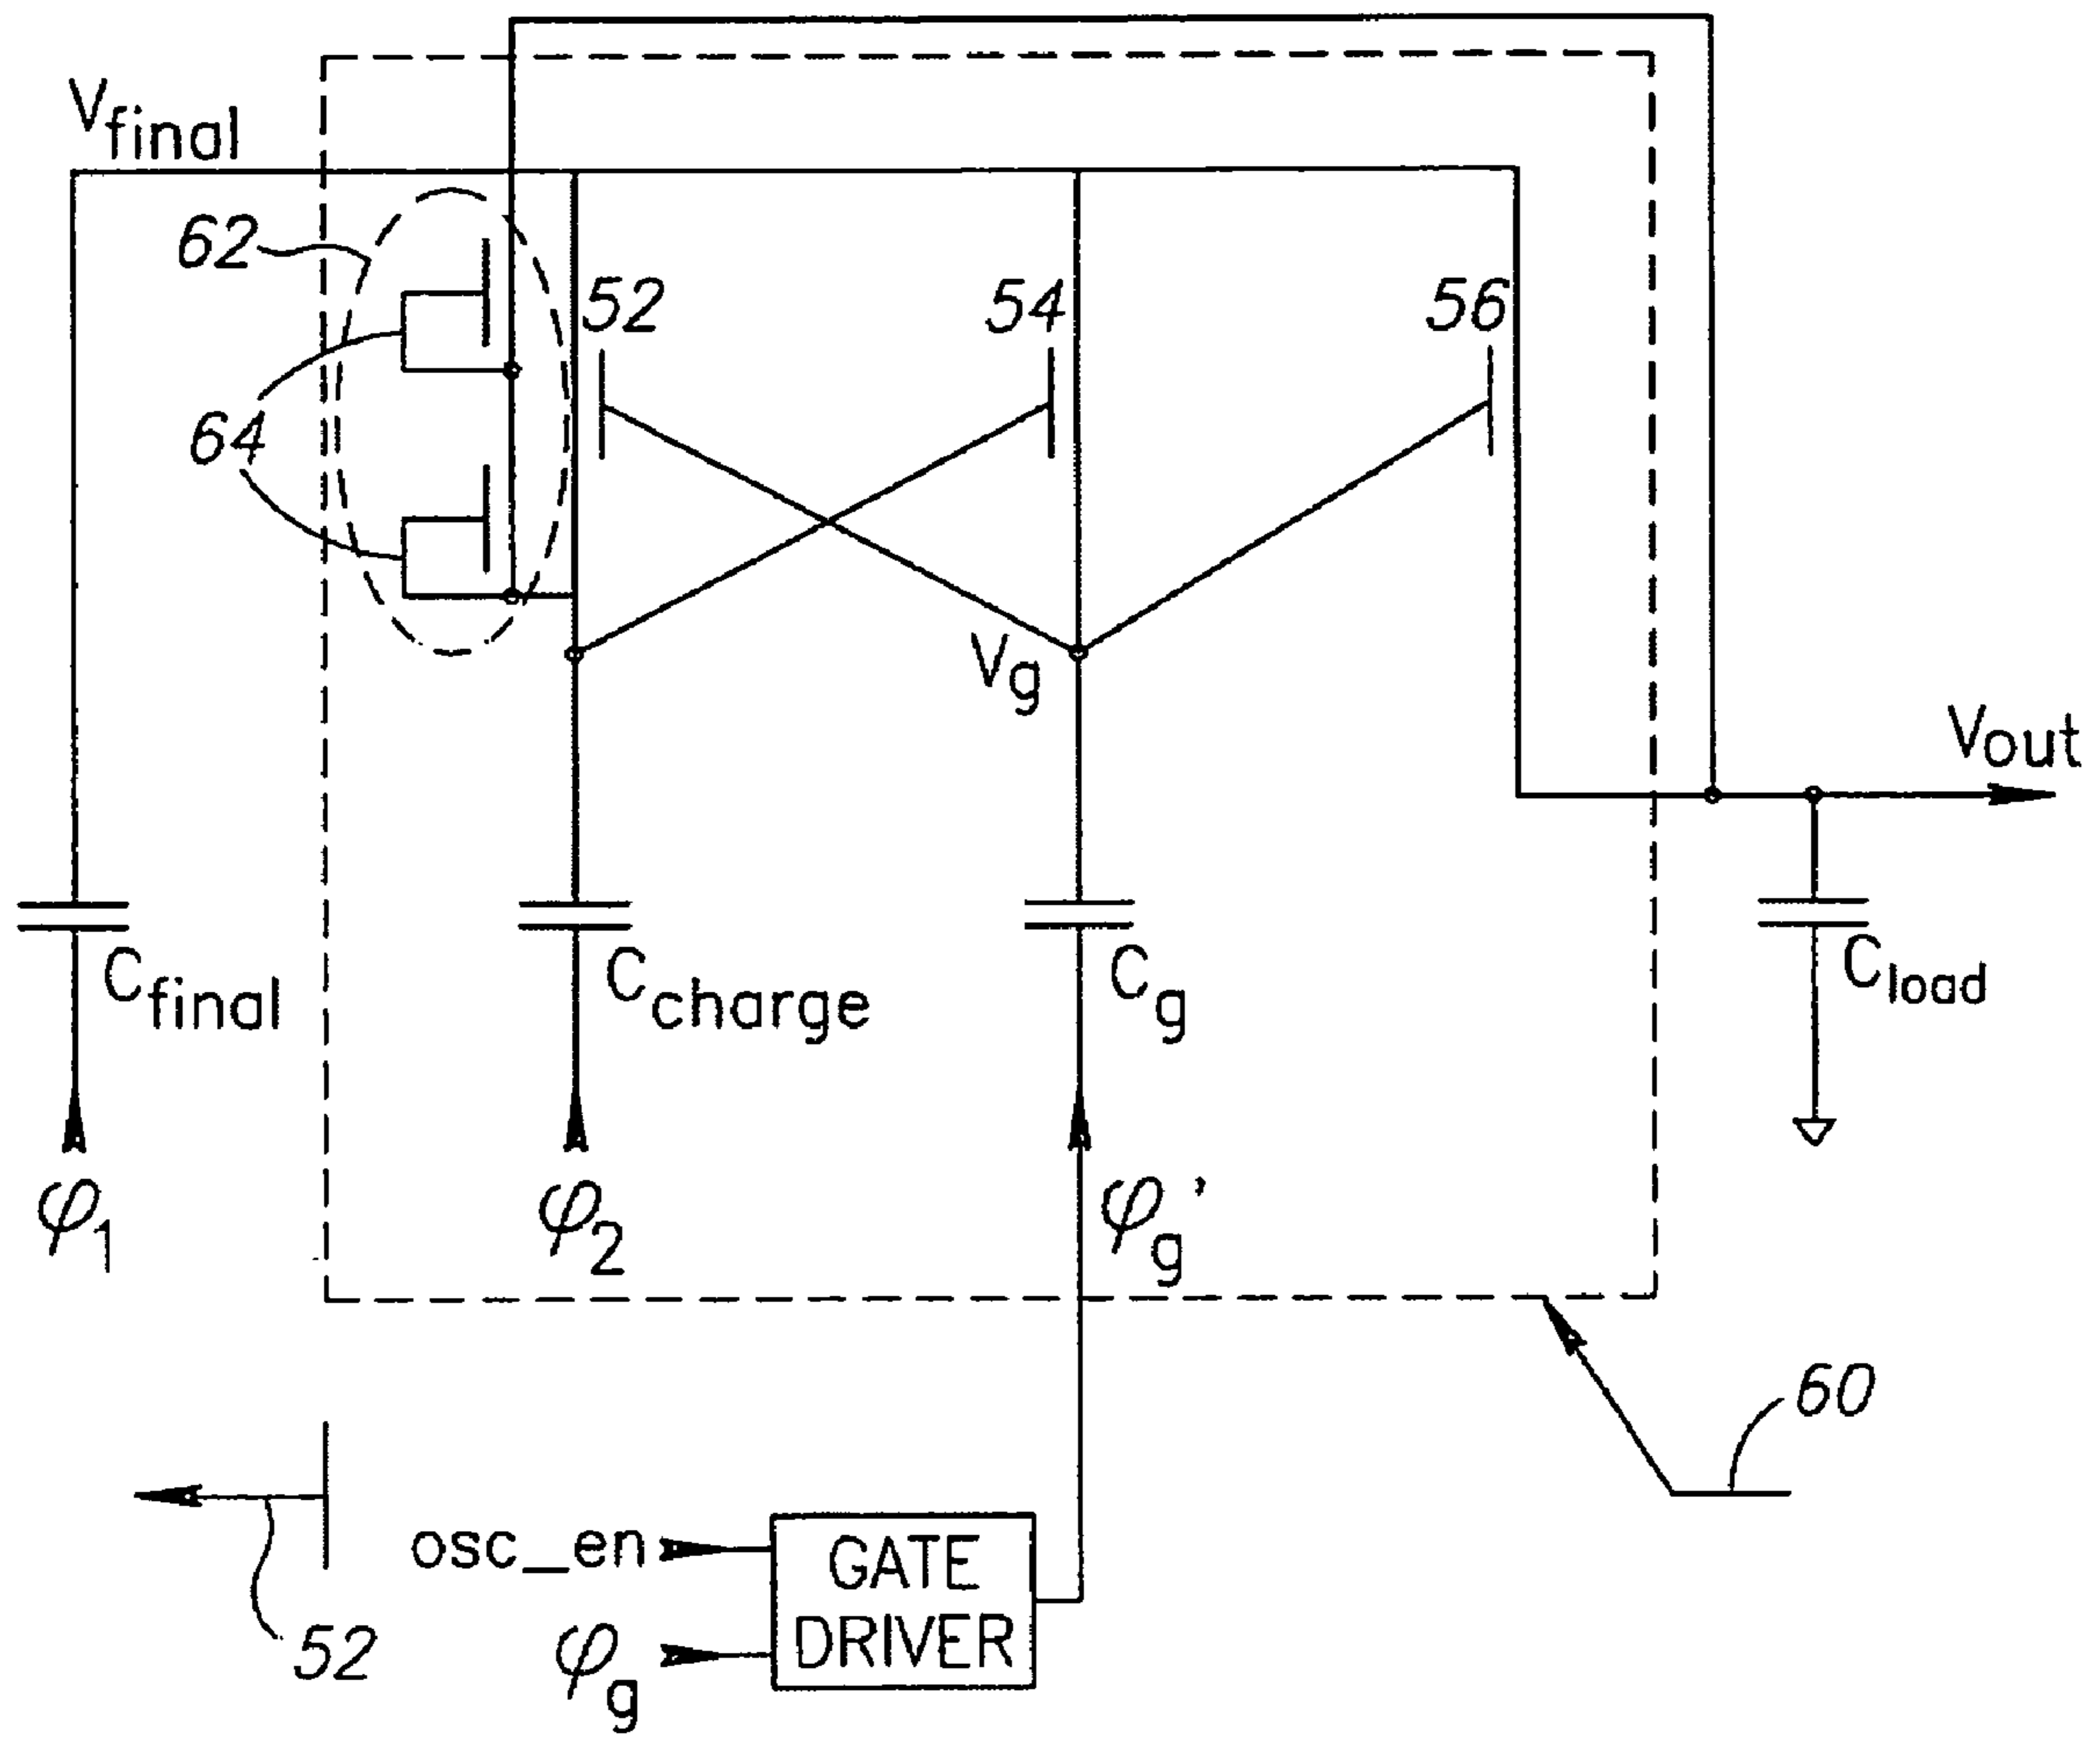 Vfinal
62
52
54
56
64
Vg
Vout
Cfinal
Ccharge
Cg
Cload
φ1
φ2
φg'
60
osc_en
GATE
DRIVER
52
φg